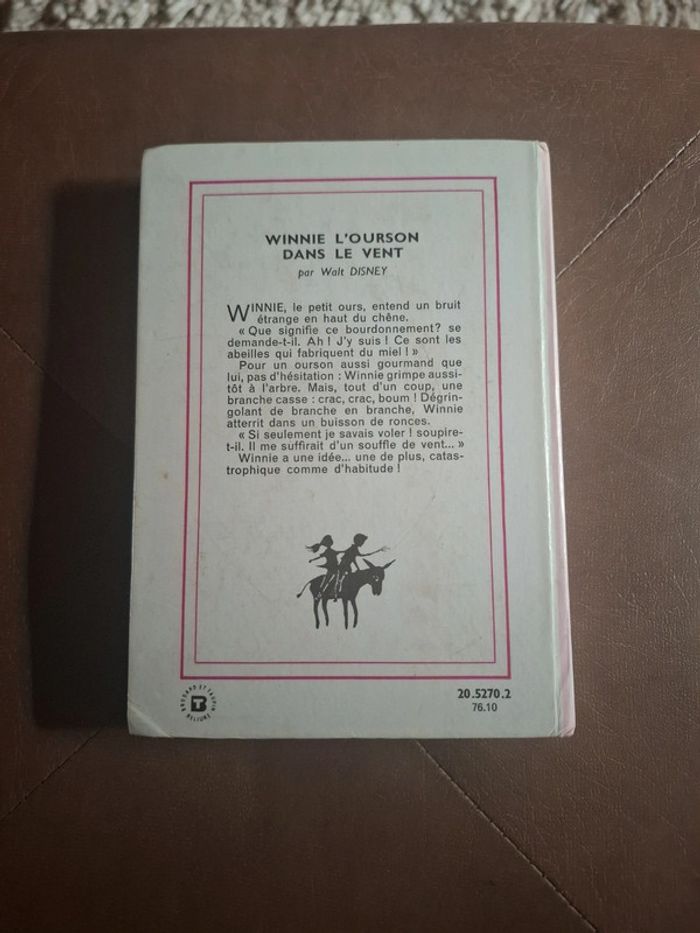 WINNIE L'OURSON
DANS LE VENT
par Walt DISNEY
WINNIE, le petit ours, entend un bruit
étrange en haut du chêne.
« Que signifie ce bourdonnement? se
demande-t-il. Ah ! J'y suis ! Ce sont les
abeilles qui fabriquent du miel ! »
Pour un ourson aussi gourmand que
lui, pas d'hésitation : Winnie grimpe aussi-
tôt à l'arbre. Mais, tout d'un coup, une
branche casse : crac, crac, boum ! Dégrin-
golant de branche en branche, Winnie
atterrit dans un buisson de ronces.
« Si seulement je savais voler ! soupire-
t-il. Il me suffirait d'un souffle de vent... »
Winnie a une idée... une de plus, catas-
trophique comme d'habitude !
BRODARD ET TAUPIN
RELIURE
20.5270.2
76.10